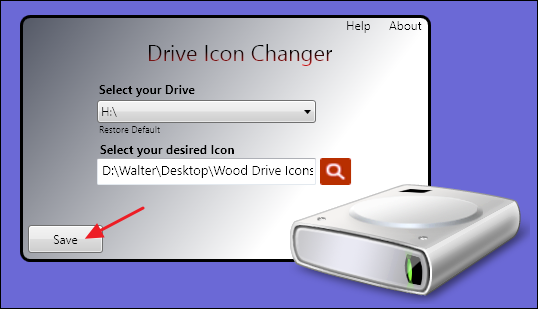 Help About
Drive Icon Changer
Select your Drive
H:\
Restore Default
Select your desired Icon
D:\Walter\Desktop\Wood Drive Icons
Save